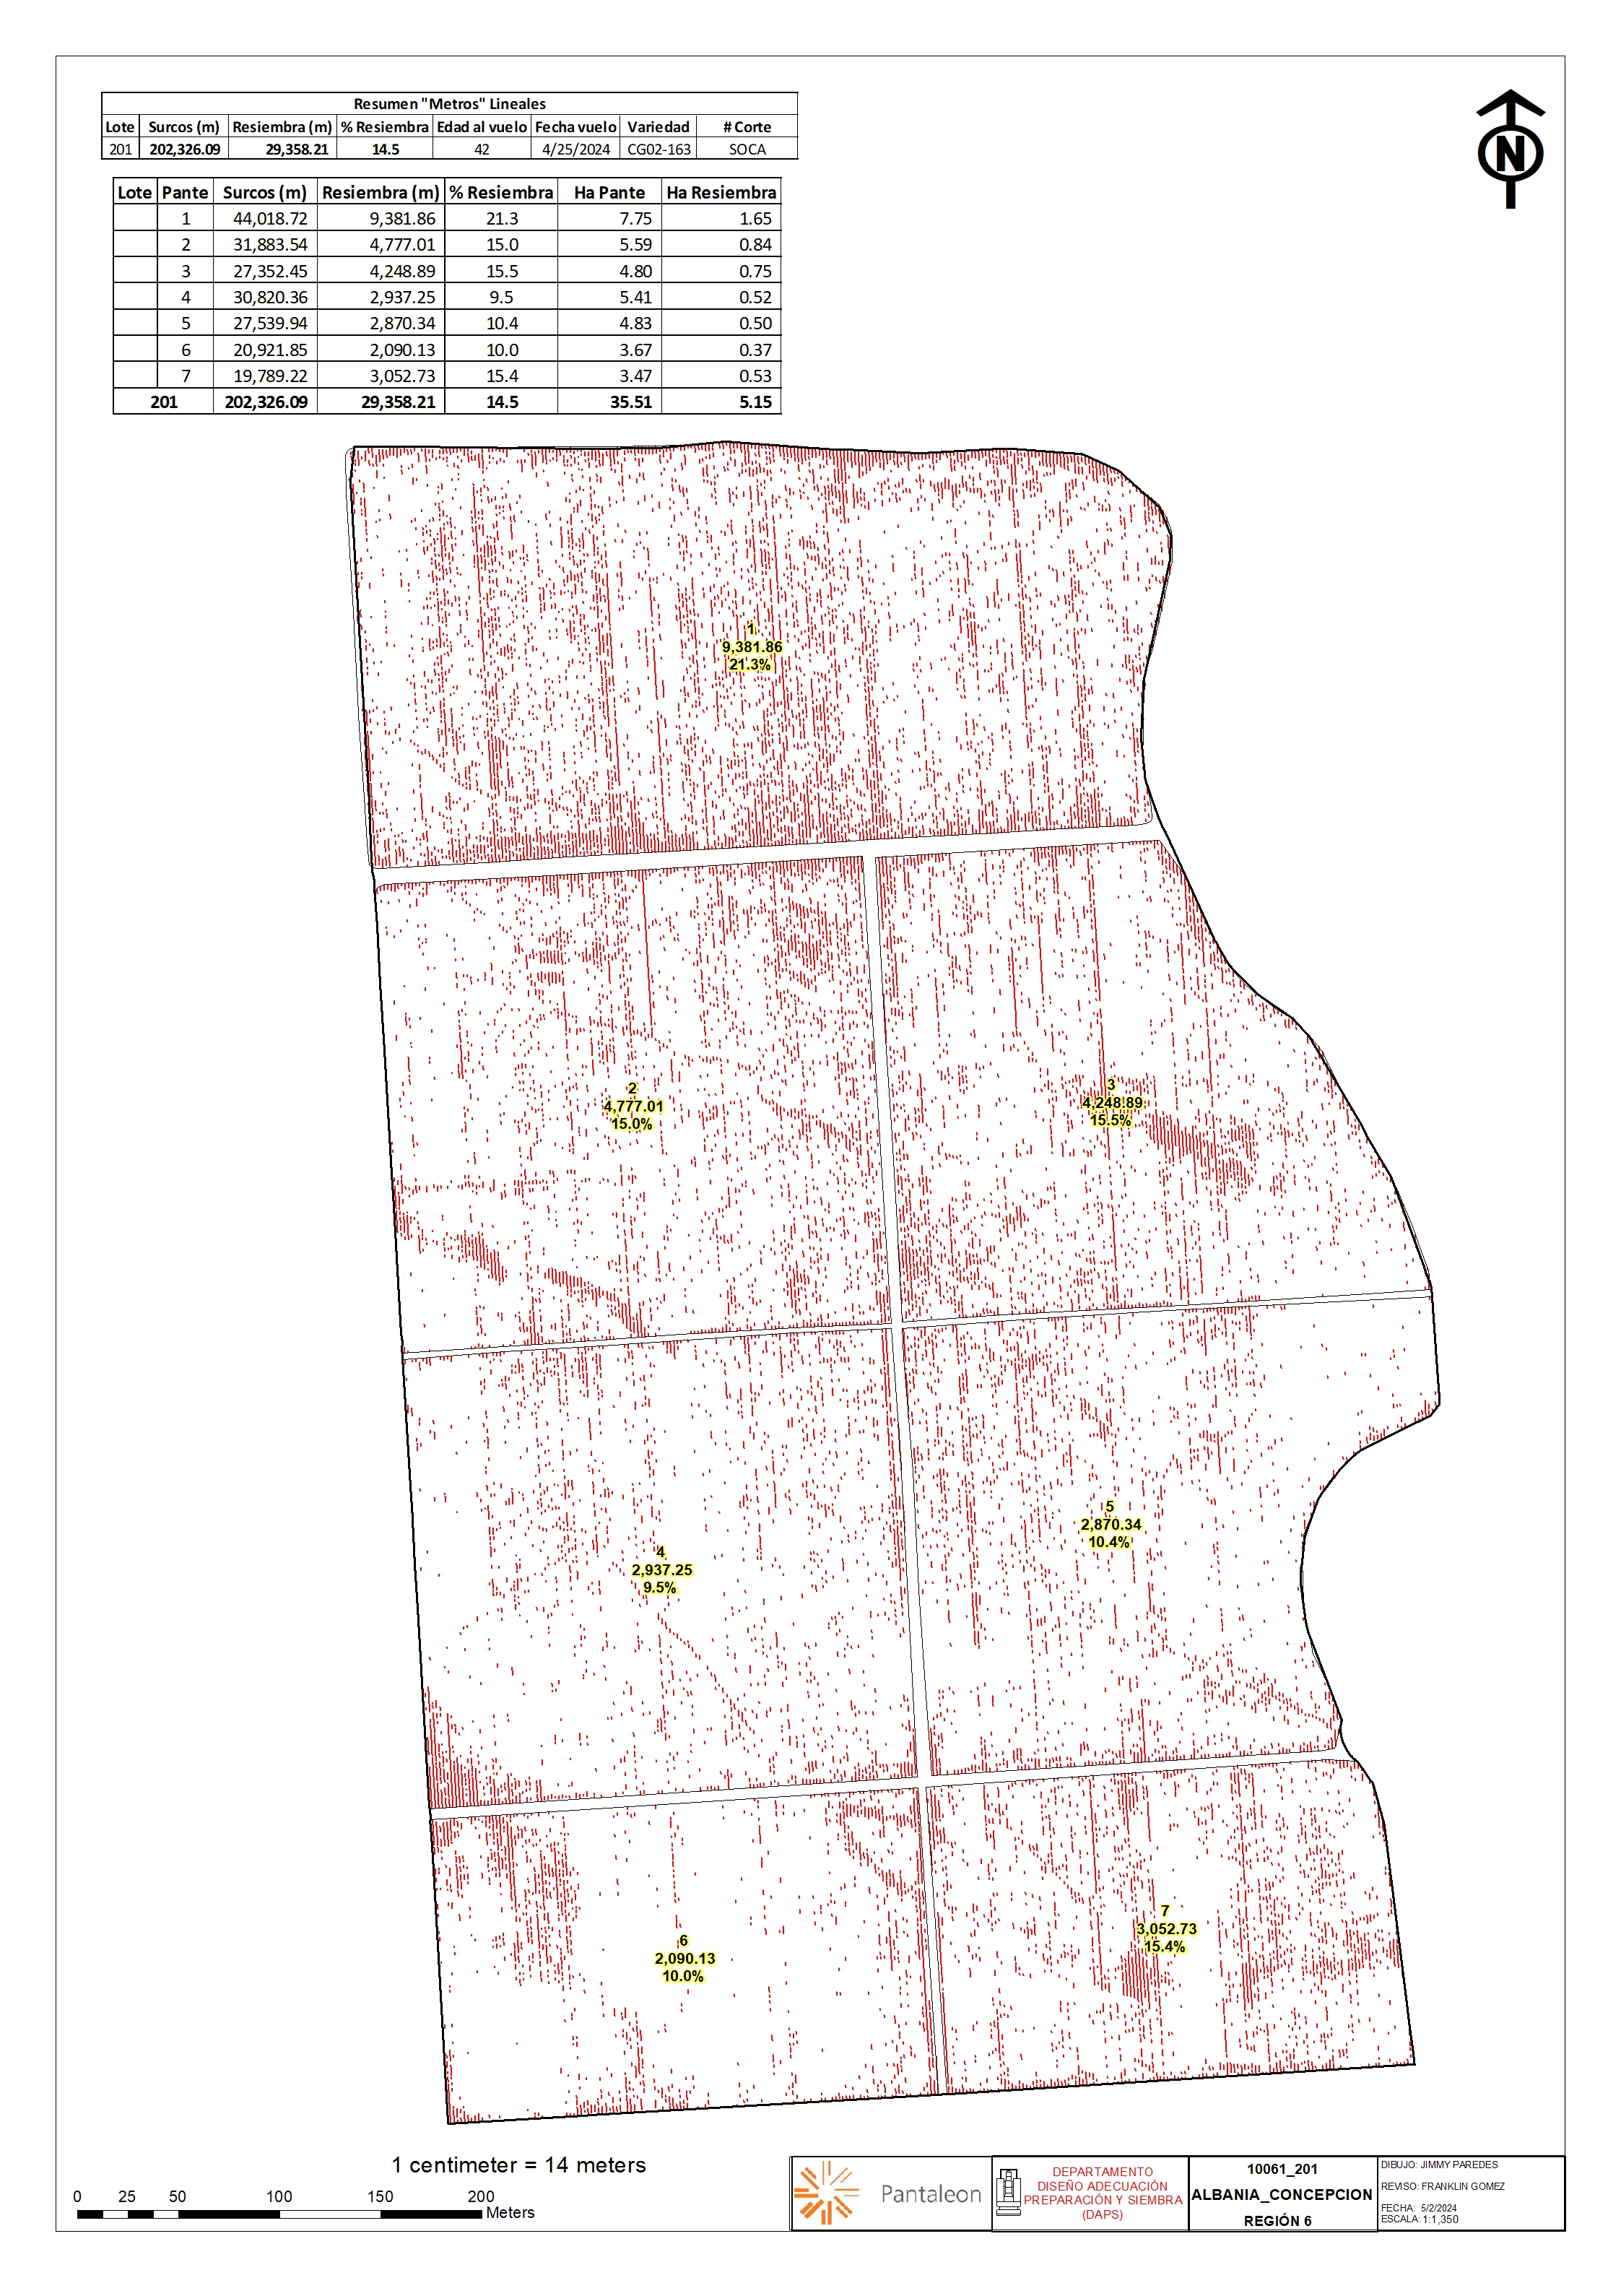 Resumen "Metros" Lineales
Lote Surcos (m) Resiembra (m) % Resiembra Edad al vuelo Fecha vuelo Variedad # Corte
201 202,326.09 29,358.21 14.5 42 4/25/2024 CG02-163 SOCA
Lote Pante Surcos (m) Resiembra (m) % Resiembra Ha Pante Ha Resiembra
1 44,018.72 9,381.86 21.3 7.75 1.65
2 31,883.54 4,777.01 15.0 5.59 0.84
3 27,352.45 4,248.89 15.5 4.80 0.75
4 30,820.36 2,937.25 9.5 5.41 0.52
5 27,539.94 2,870.34 10.4 4.83 0.50
6 20,921.85 2,090.13 10.0 3.67 0.37
7 19,789.22 3,052.73 15.4 3.47 0.53
201 202,326.09 29,358.21 14.5 35.51 5.15
N
1
9,381.86
21.3%
2
4,777.01
15.0%
3
4,248.89
15.5%
4
2,937.25
9.5%
5
2,870.34
10.4%
6
2,090.13
10.0%
7
3,052.73
15.4%
1 centimeter = 14 meters
0 25 50 100 150 200
Meters
Pantaleon
DEPARTAMENTO
DISEÑO ADECUACIÓN
PREPARACIÓN Y SIEMBRA
(DAPS)
10061_201
ALBANIA_CONCEPCION
REGIÓN 6
DIBUJO: JIMMY PAREDES
REVISO: FRANKLIN GOMEZ
FECHA: 5/2/2024
ESCALA: 1:1,350